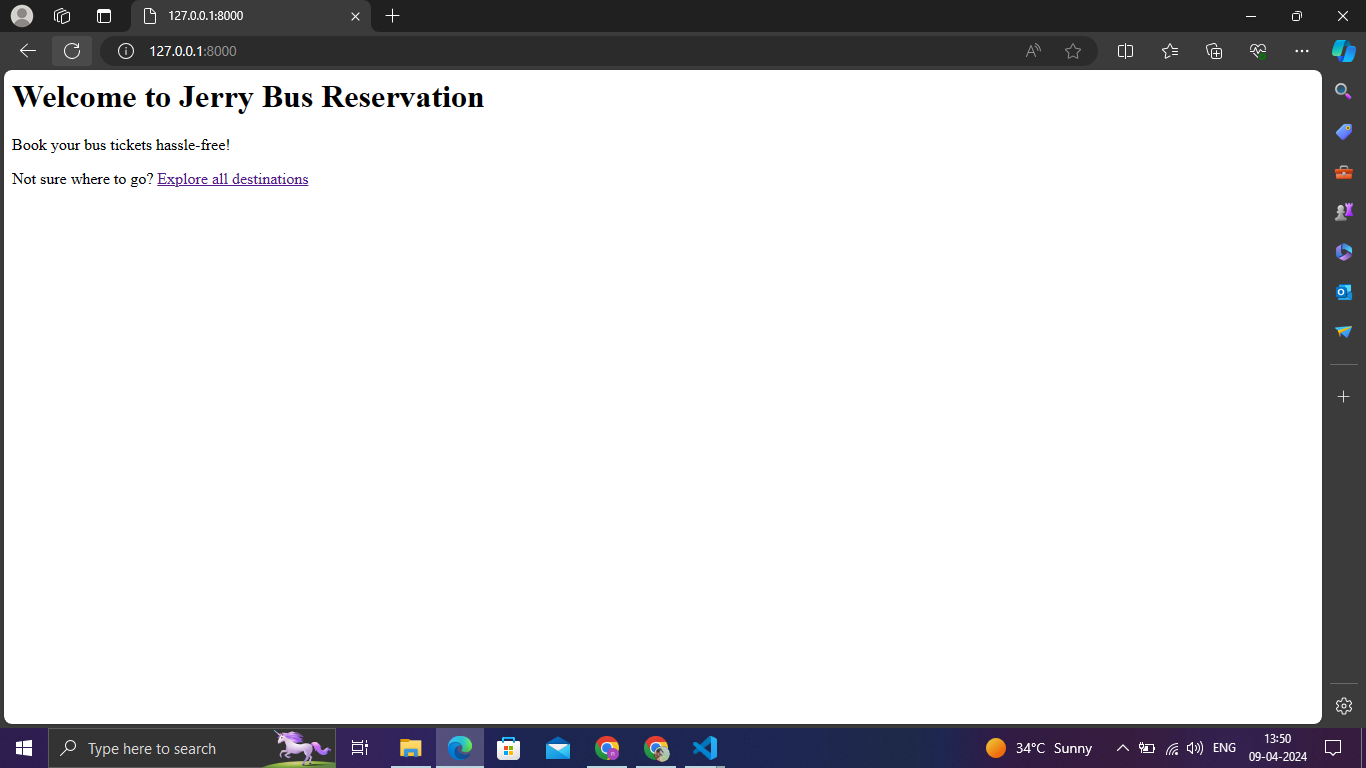 127.0.0.1:8000
127.0.0.1:8000
Welcome to Jerry Bus Reservation
Book your bus tickets hassle-free!
Not sure where to go? Explore all destinations
Type here to search
34°C Sunny
ENG
13:50
09-04-2024